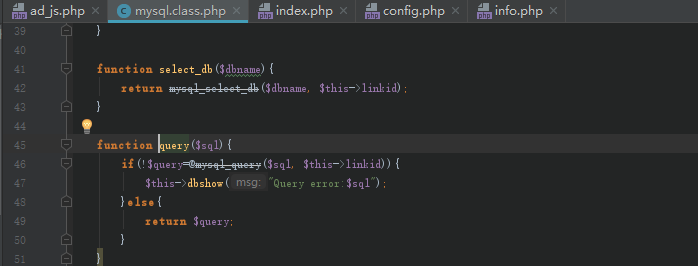 ad_js.php mysql.class.php index.php config.php info.php
39 }
40
41 function select_db($dbname){
42 return mysql_select_db($dbname, $this->linkid);
43 }
44
45 function query($sql){
46 if(!$query=@mysql_query($sql, $this->linkid)){
47 $this->dbshow( msg: "Query error:$sql");
48 }else{
49 return $query;
50 }
51 }